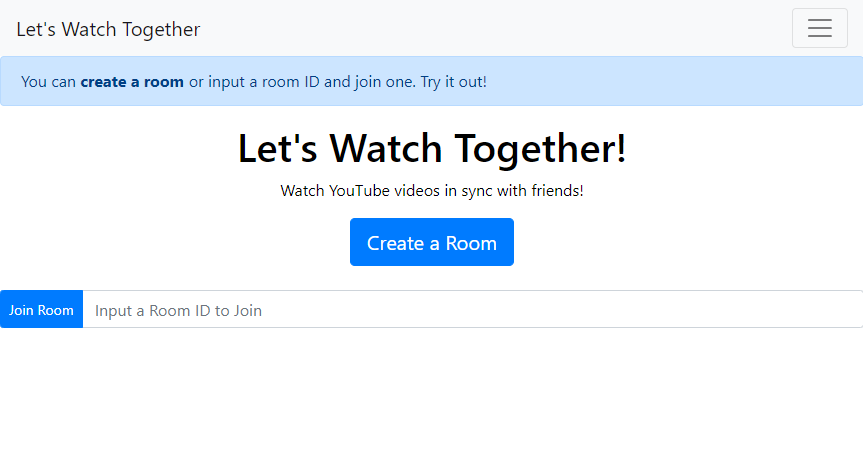 Let's Watch Together
You can create a room or input a room ID and join one. Try it out!
Let's Watch Together!
Watch YouTube videos in sync with friends!
Create a Room
Join Room Input a Room ID to Join